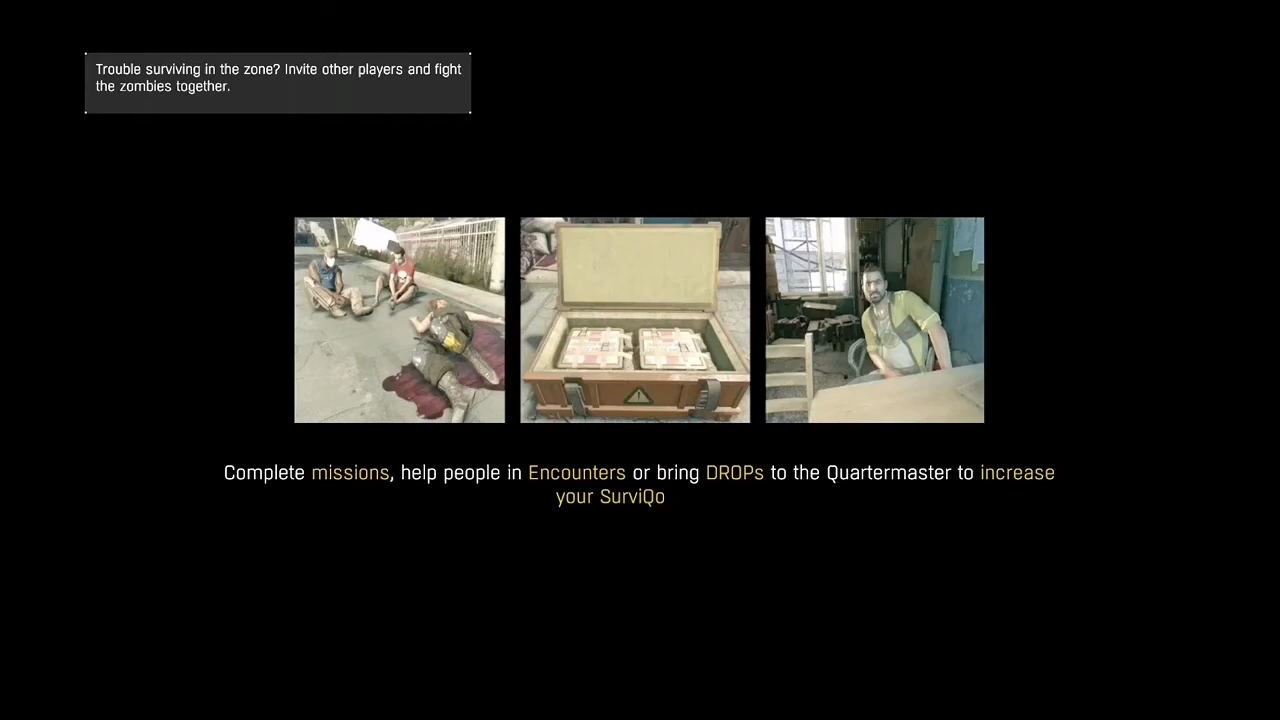 Trouble surviving in the zone? Invite other players and fight
the zombies together.
Complete missions, help people in Encounters or bring DROPs to the Quartermaster to increase
your SurviQo